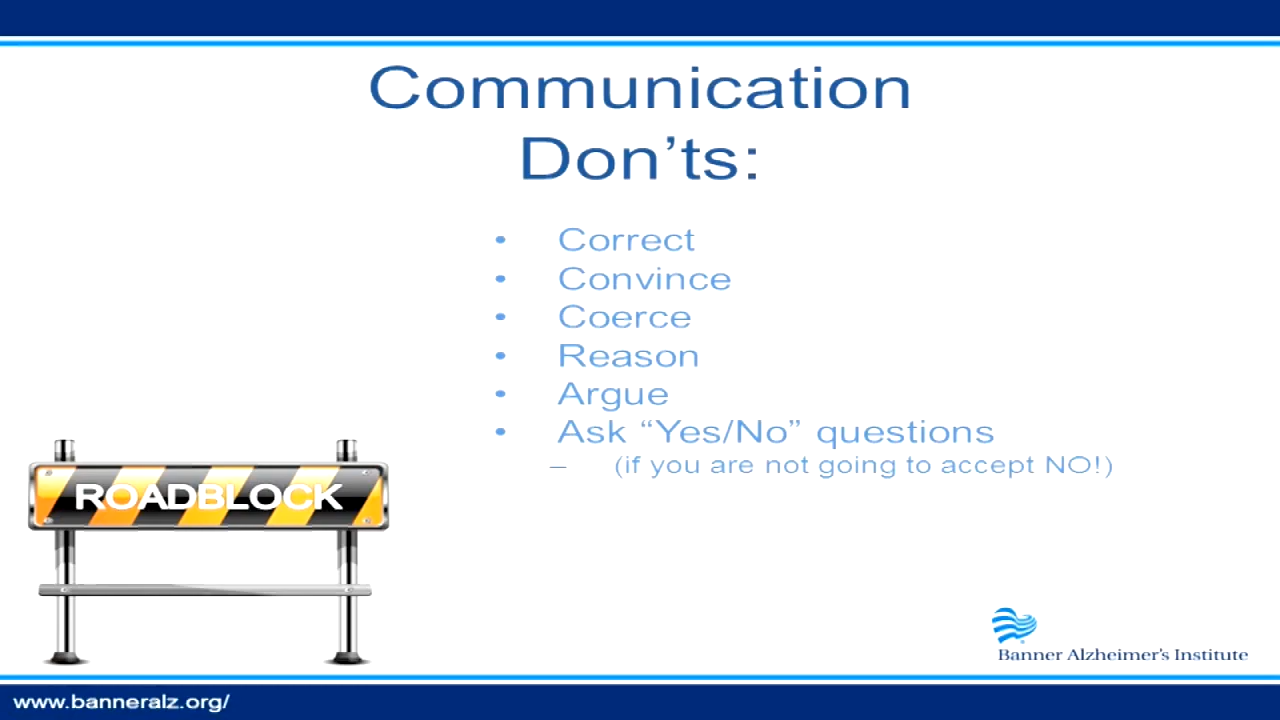 Communication
Don’ts:
• Correct
• Convince
• Coerce
• Reason
• Argue
• Ask “Yes/No” questions
– (if you are not going to accept NO!)
ROADBLOCK
Banner Alzheimer's Institute
www.banneralz.org/